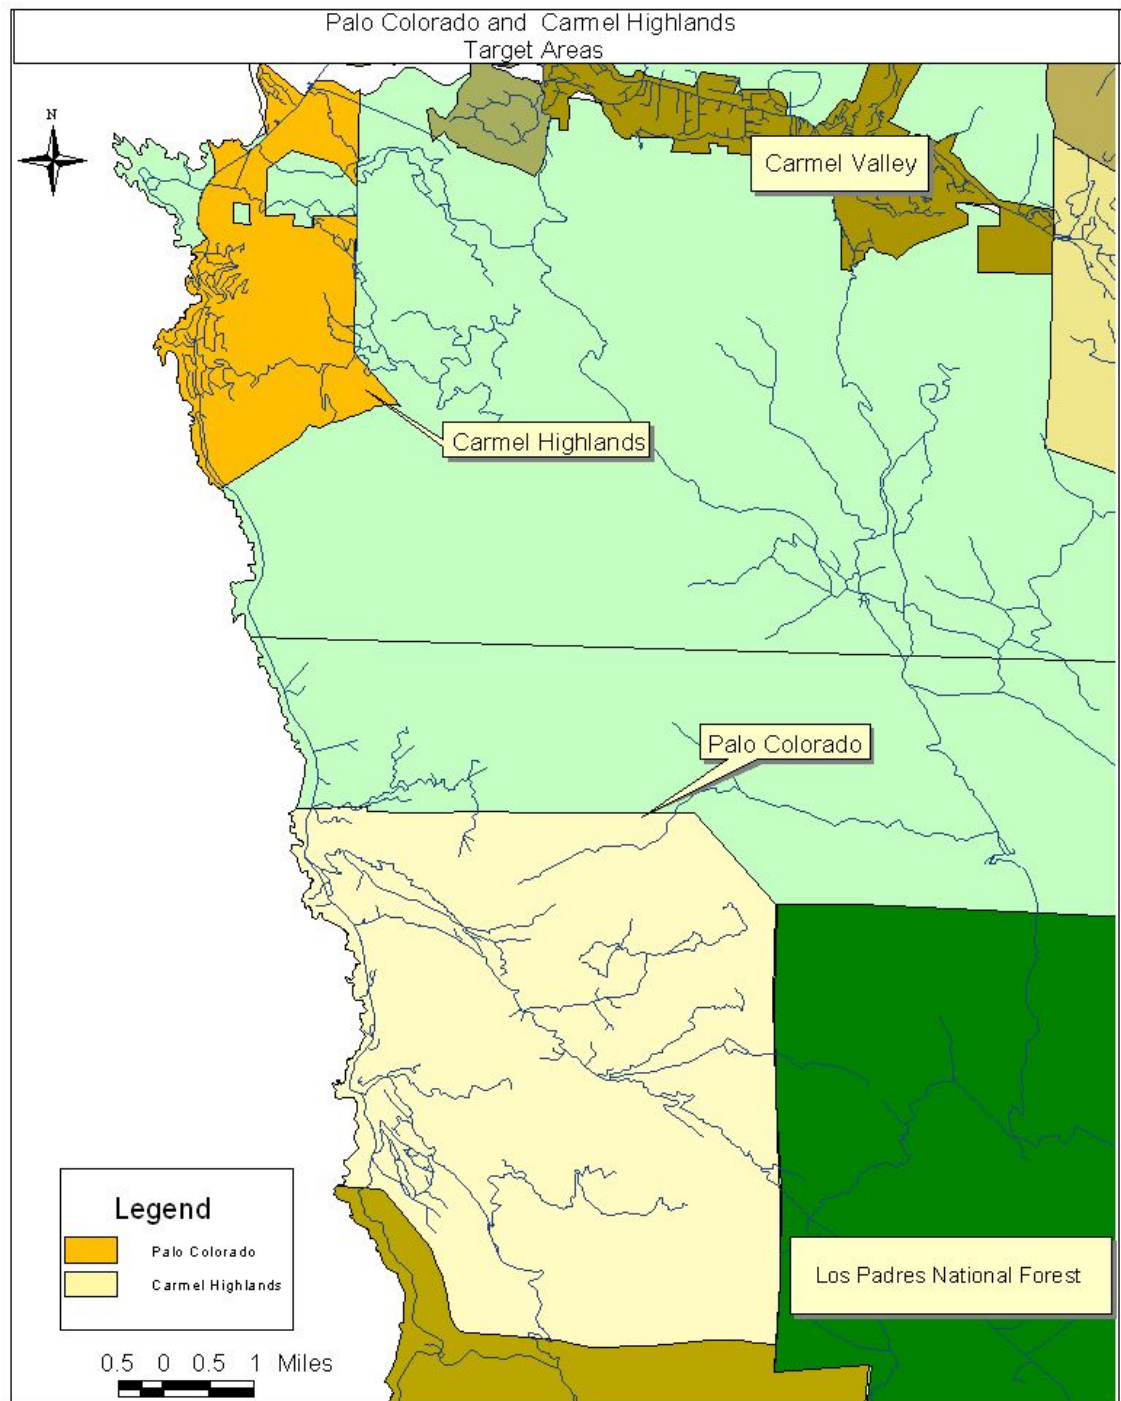 Palo Colorado and Carmel Highlands
Target Areas
N
Carmel Valley
Carmel Highlands
Palo Colorado
Los Padres National Forest
Legend
Palo Colorado
Carmel Highlands
0.5 0 0.5 1 Miles